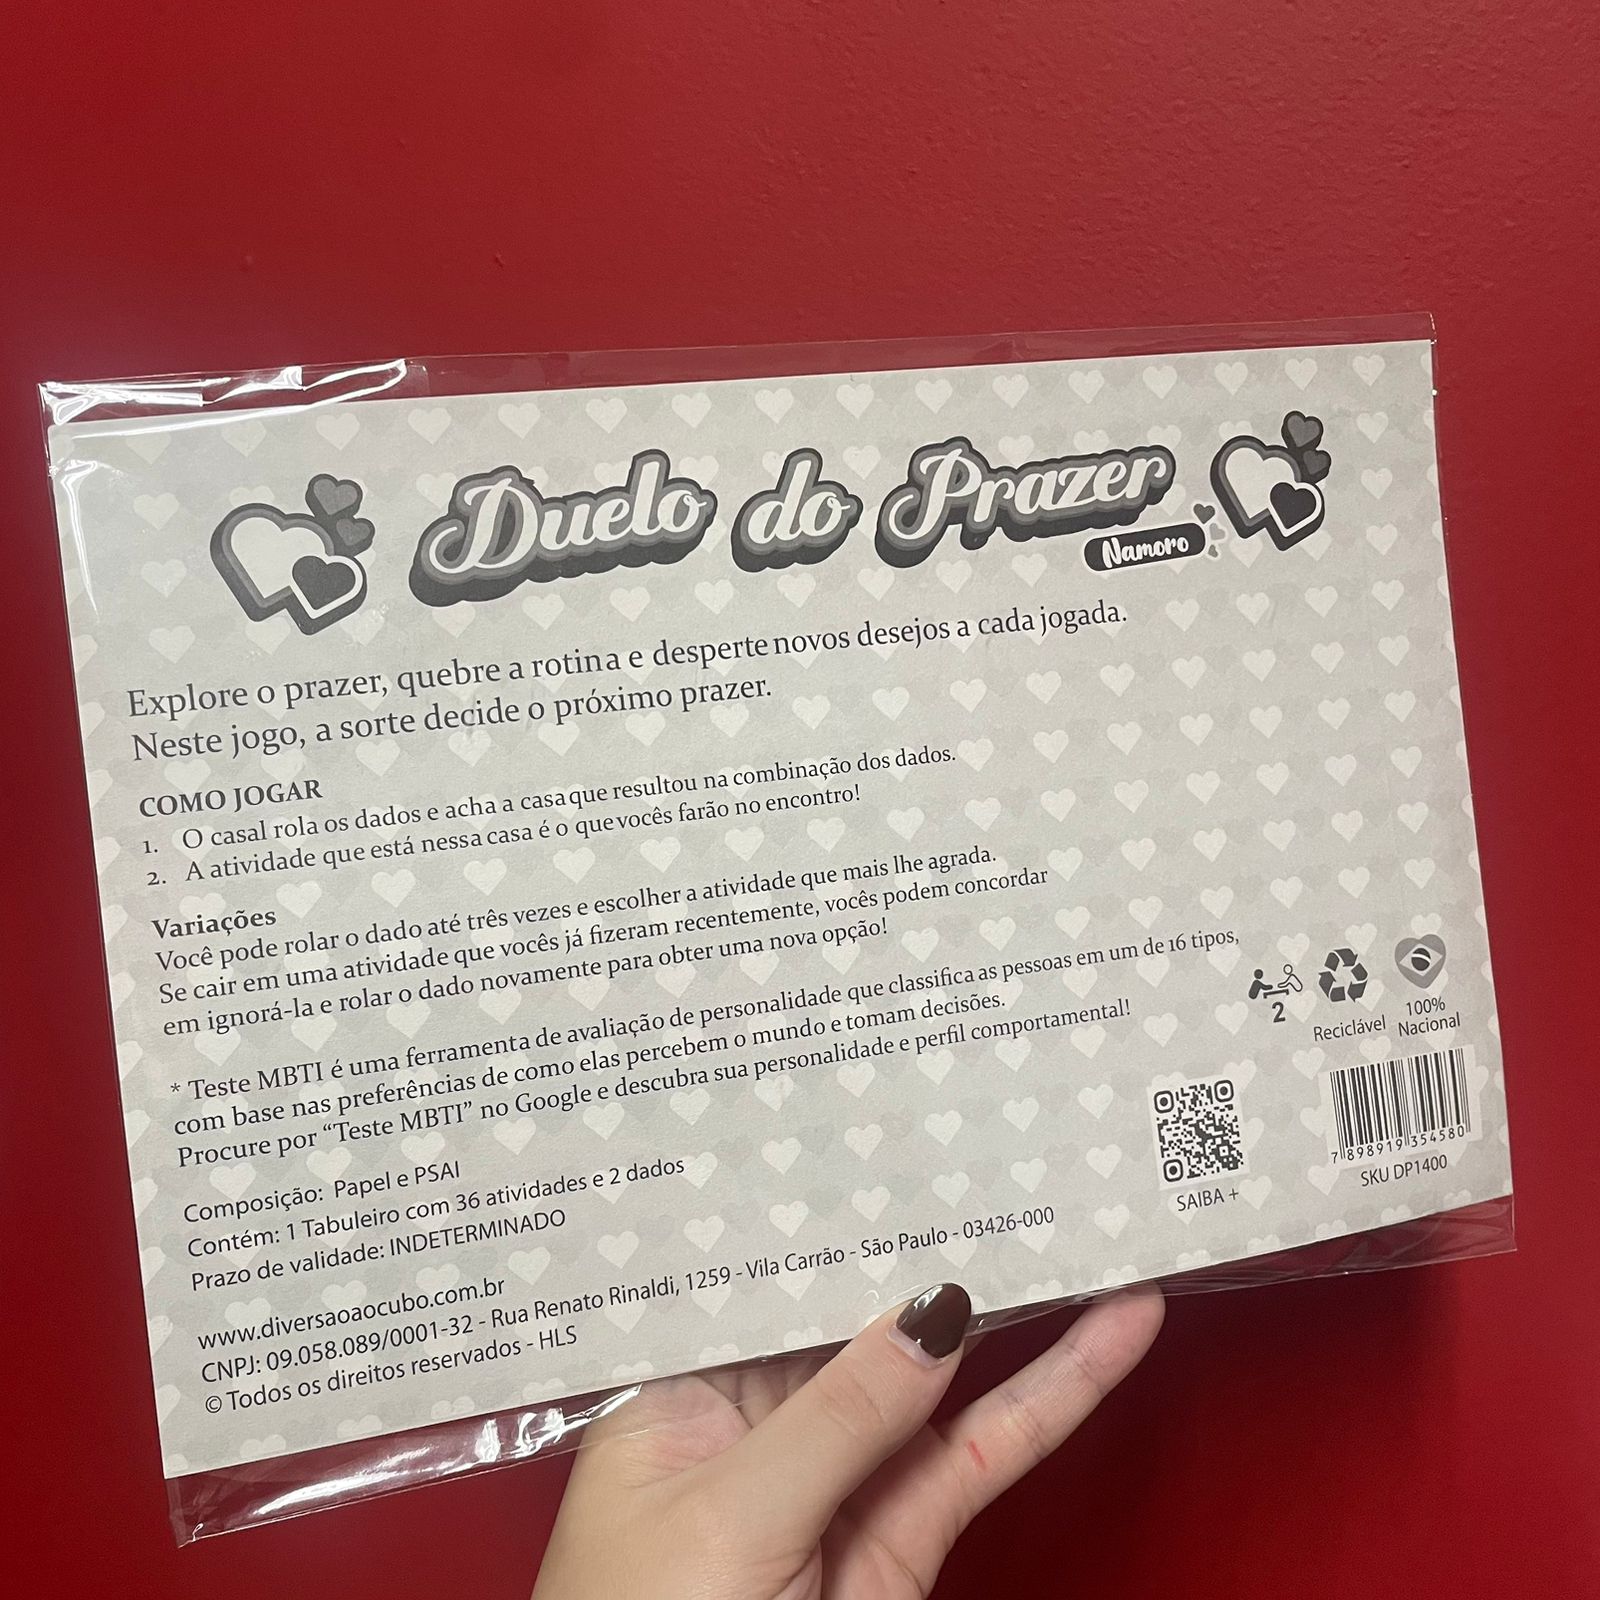 Duelo do Prazer
Namoro
Explore o prazer, quebre a rotina e desperte novos desejos a cada jogada.
Neste jogo, a sorte decide o próximo prazer.
COMO JOGAR
1. O casal rola os dados e acha a casa que resultou na combinação dos dados.
2. A atividade que está nessa casa é o que vocês farão no encontro!
Variações
Você pode rolar o dado até três vezes e escolher a atividade que mais lhe agrada.
Se cair em uma atividade que vocês já fizeram recentemente, vocês podem concordar
em ignorá-la e rolar o dado novamente para obter uma nova opção!
* Teste MBTI é uma ferramenta de avaliação de personalidade que classifica as pessoas em um de 16 tipos,
com base nas preferências de como elas percebem o mundo e tomam decisões.
Procure por “Teste MBTI” no Google e descubra sua personalidade e perfil comportamental!
2
Reciclável
100%
Nacional
Composição: Papel e PSAI
Contém: 1 Tabuleiro com 36 atividades e 2 dados
Prazo de validade: INDETERMINADO
SAIBA +
7 898919 354580
SKU DP1400
www.diversaoaocubo.com.br
CNPJ: 09.058.089/0001-32 - Rua Renato Rinaldi, 1259 - Vila Carrão - São Paulo - 03426-000
© Todos os direitos reservados - HLS